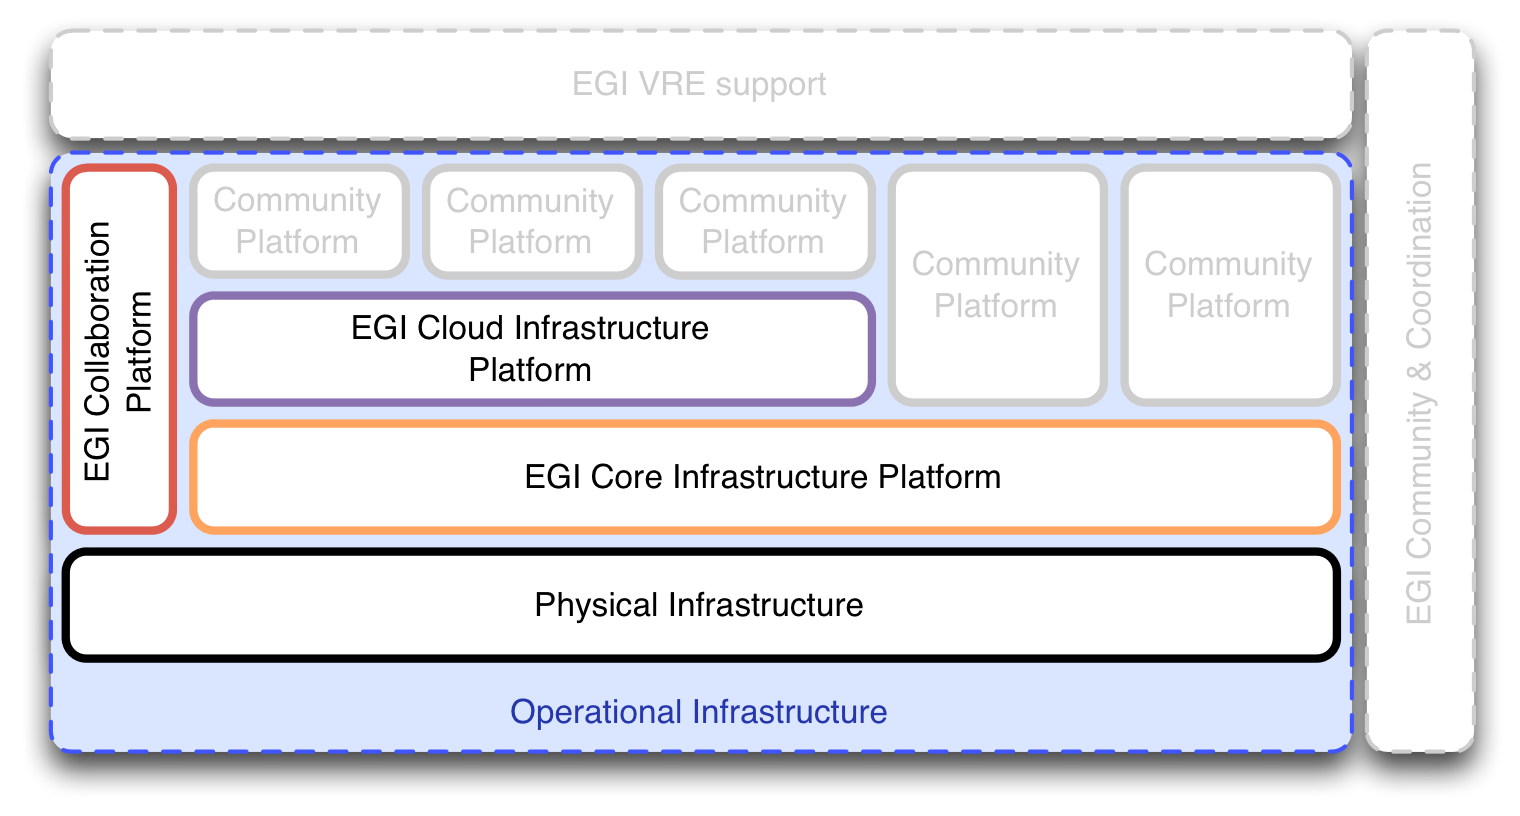 EGI VRE support
EGI Collaboration
Platform
Community
Platform
Community
Platform
Community
Platform
Community
Platform
Community
Platform
EGI Cloud Infrastructure
Platform
EGI Core Infrastructure Platform
Physical Infrastructure
Operational Infrastructure
EGI Community & Coordination